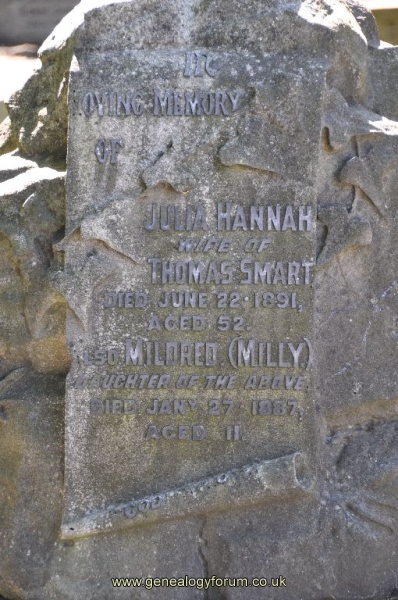 In
Loving Memory
of
Julia Hannah
wife of
Thomas Smart
Died June 22 1891,
Aged 52.
Also Mildred (Milly)
daughter of the above
Died Jany 27 1887,
Aged 11.
www.genealogyforum.co.uk